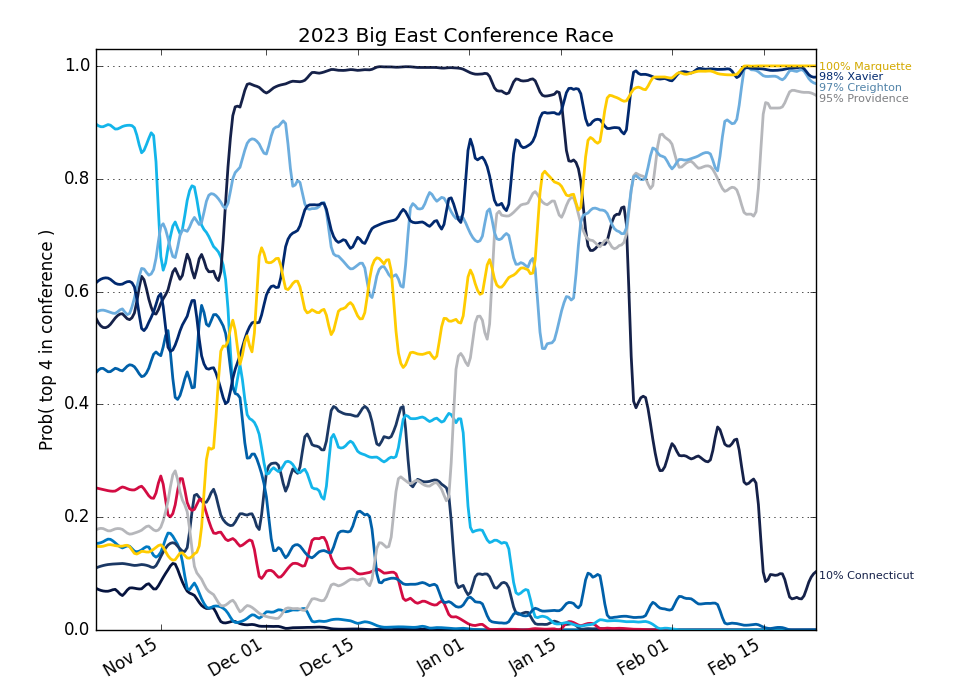 2023 Big East Conference Race
Prob( top 4 in conference )
1.0
0.8
0.6
0.4
0.2
0.0
100% Marquette
98% Xavier
97% Creighton
95% Providence
10% Connecticut
Nov 15
Dec 01
Dec 15
Jan 01
Jan 15
Feb 01
Feb 15